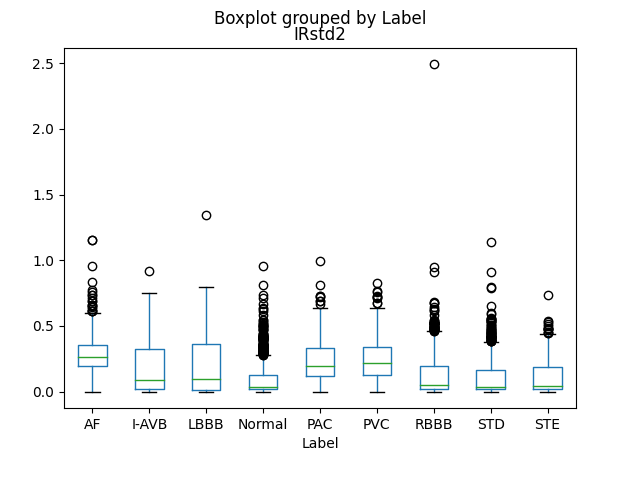 Boxplot grouped by Label
IRstd2
2.5
2.0
1.5
1.0
0.5
0.0
AF I-AVB LBBB Normal PAC PVC RBBB STD STE
Label